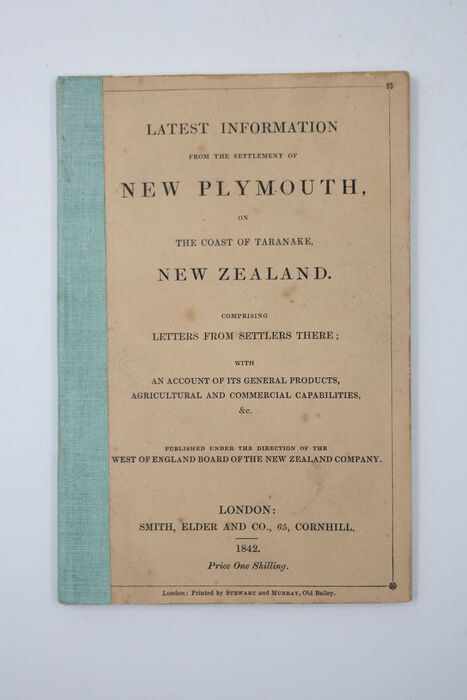 LATEST INFORMATION
FROM THE SETTLEMENT OF
NEW PLYMOUTH,
ON
THE COAST OF TARANAKE,
NEW ZEALAND.
COMPRISING
LETTERS FROM SETTLERS THERE;
WITH
AN ACCOUNT OF ITS GENERAL PRODUCTS,
AGRICULTURAL AND COMMERCIAL CAPABILITIES,
&c.
PUBLISHED UNDER THE DIRECTION OF THE
WEST OF ENGLAND BOARD OF THE NEW ZEALAND COMPANY.
LONDON:
SMITH, ELDER AND CO., 65, CORNHILL.
1842.
Price One Shilling.
London: Printed by STEWART and MURRAY, Old Bailey.